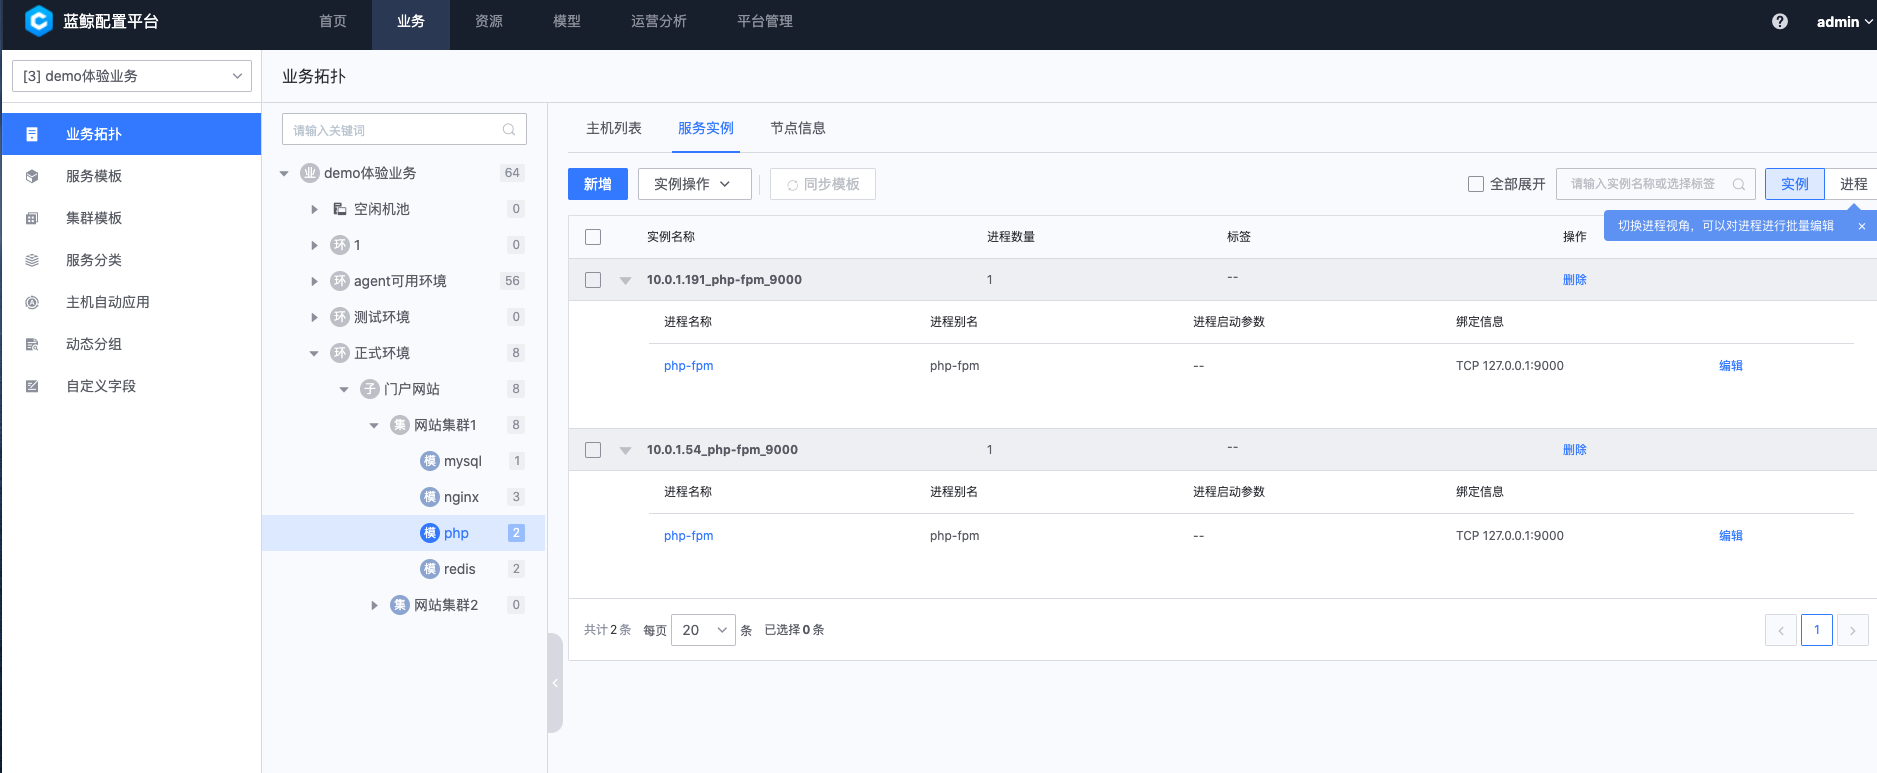 蓝鲸配置平台 首页 业务 资源 模型 运营分析 平台管理 admin
[3] demo体验业务
业务拓扑
业务拓扑
服务模板
集群模板
服务分类
主机自动应用
动态分组
自定义字段
请输入关键词
业 demo体验业务 64
空闲机池 0
环 1 0
环 agent可用环境 56
环 测试环境 0
环 正式环境 8
子 门户网站 8
集 网站集群1 8
模 mysql 1
模 nginx 3
模 php 2
模 redis 2
集 网站集群2 0
主机列表 服务实例 节点信息
新增 实例操作 同步模板 全部展开 请输入实例名称或选择标签 实例 进程
切换进程视角，可以对进程进行批量编辑 ×
实例名称 进程数量 标签 操作
10.0.1.191_php-fpm_9000 1 -- 删除
进程名称 进程别名 进程启动参数 绑定信息
php-fpm php-fpm -- TCP 127.0.0.1:9000 编辑
10.0.1.54_php-fpm_9000 1 -- 删除
进程名称 进程别名 进程启动参数 绑定信息
php-fpm php-fpm -- TCP 127.0.0.1:9000 编辑
共计 2 条 每页 20 条 已选择 0 条 1